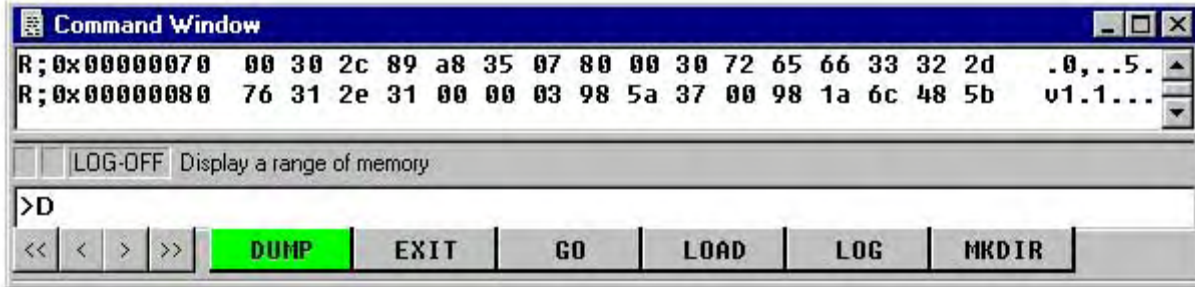 Command Window
R;0x00000070 00 30 2c 89 a8 35 07 80 00 30 72 65 66 33 32 2d .0,..5.
R;0x00000080 76 31 2e 31 00 00 03 98 5a 37 00 98 1a 6c 48 5b v1.1...
LOG-OFF Display a range of memory
>D
<< < > >> DUMP EXIT GO LOAD LOG MKDIR